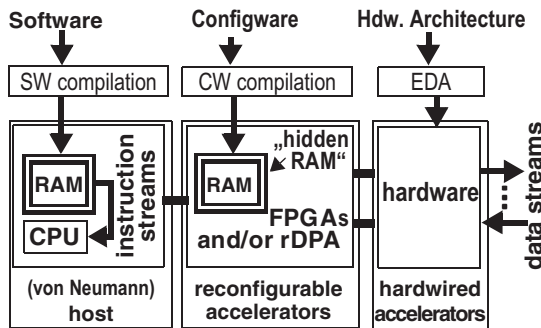 Software
Configware
Hdw. Architecture
SW compilation
CW compilation
EDA
RAM
CPU
instruction
streams
„hidden
RAM“
RAM
FPGAs
and/or rDPA
hardware
data streams
(von Neumann)
host
reconfigurable
accelerators
hardwired
accelerators